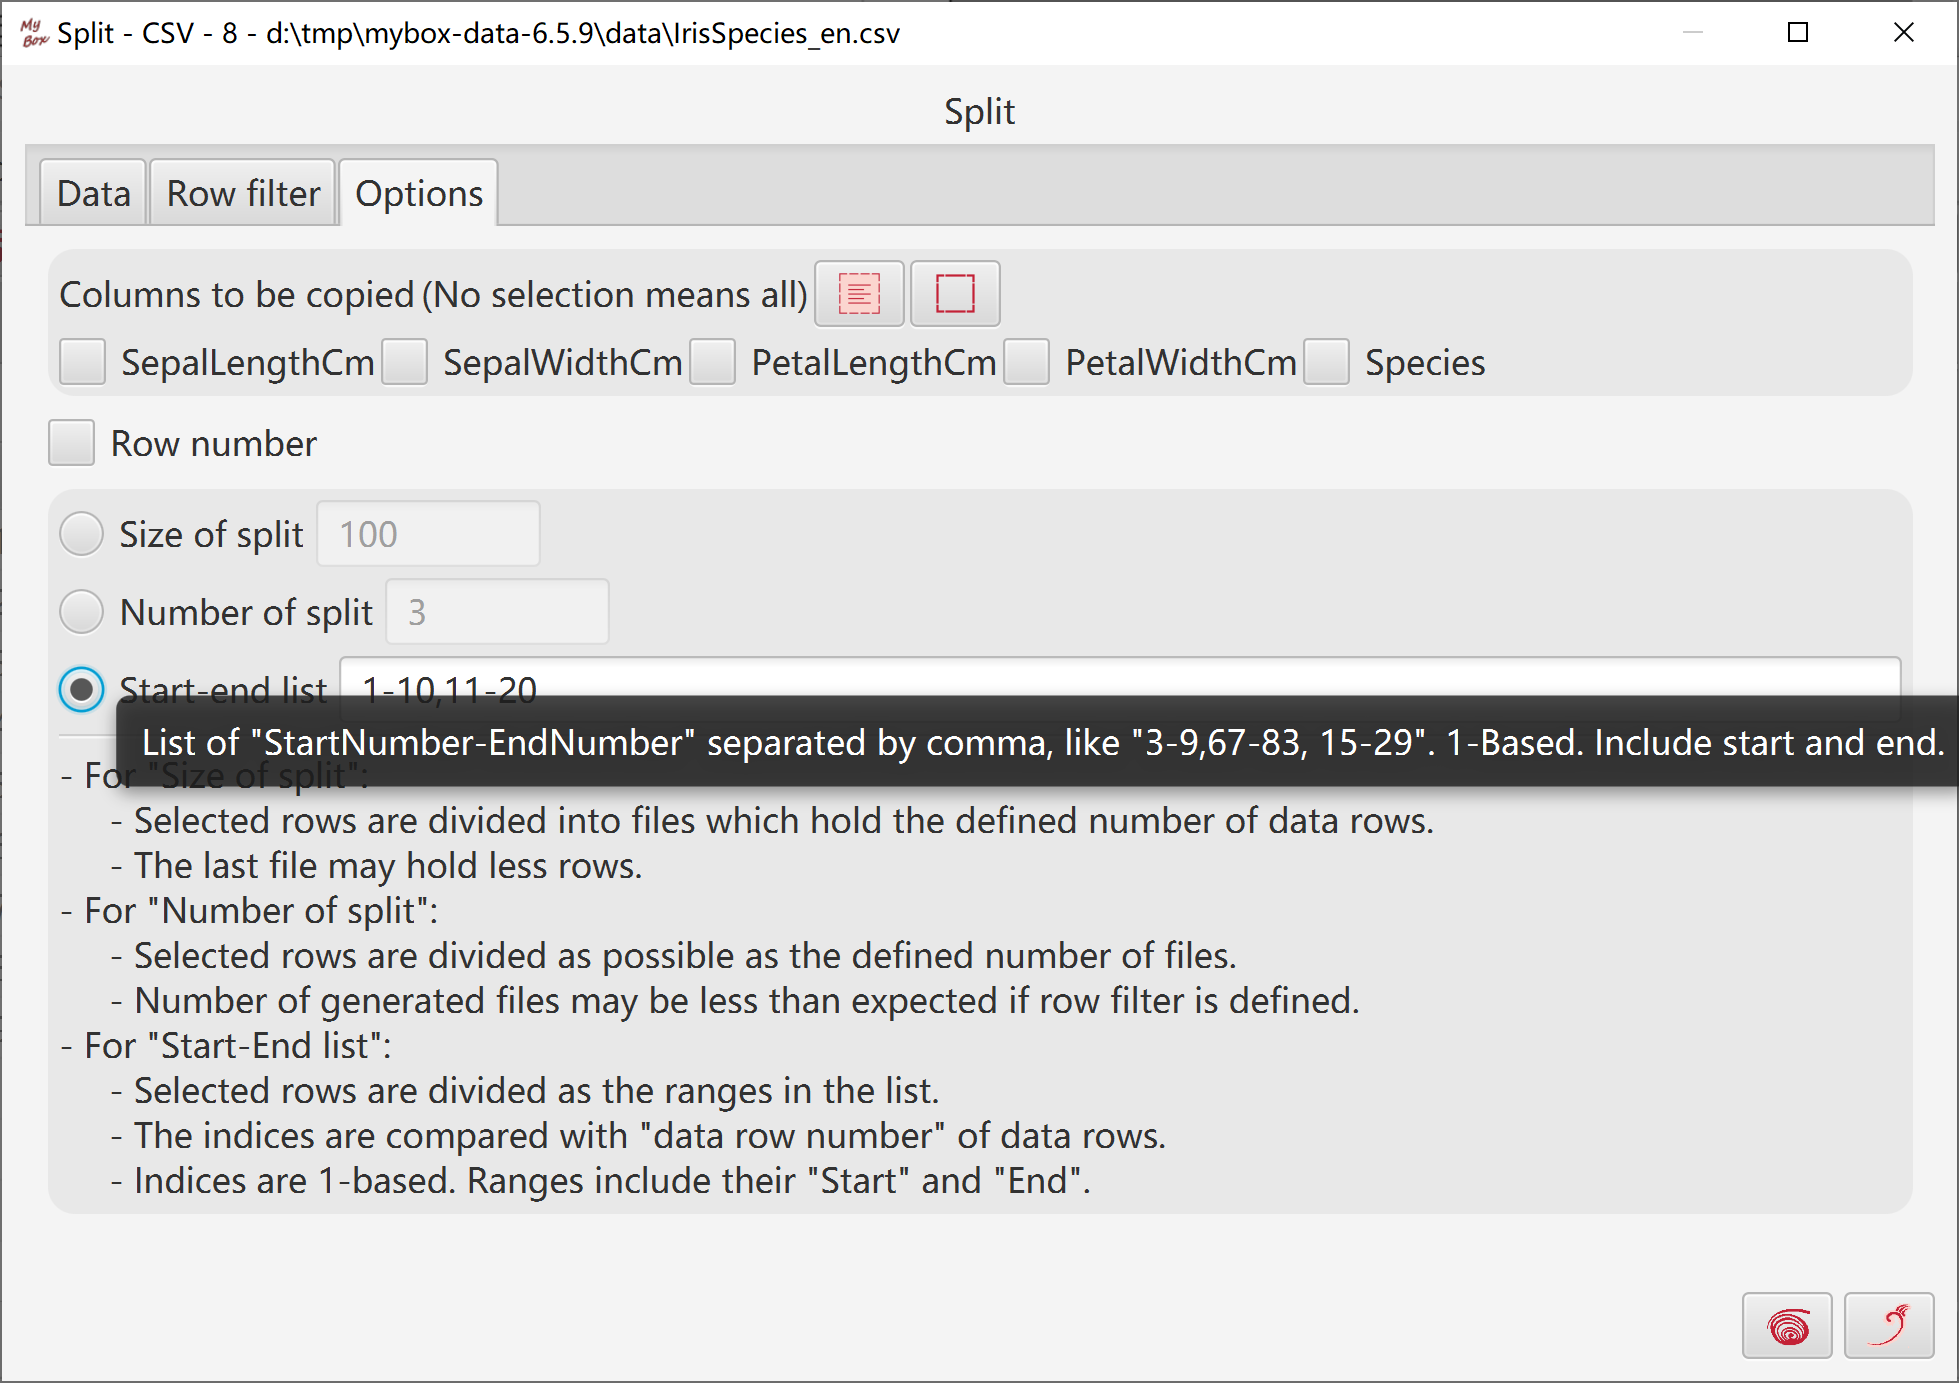 My Box Split - CSV - 8 - d:\tmp\mybox-data-6.5.9\data\IrisSpecies_en.csv
Split
Data Row filter Options
Columns to be copied (No selection means all)
SepalLengthCm SepalWidthCm PetalLengthCm PetalWidthCm Species
Row number
Size of split 100
Number of split 3
Start-end list 1-10,11-20
List of "StartNumber-EndNumber" separated by comma, like "3-9,67-83, 15-29". 1-Based. Include start and end.
- For "Size of split":
- Selected rows are divided into files which hold the defined number of data rows.
- The last file may hold less rows.
- For "Number of split":
- Selected rows are divided as possible as the defined number of files.
- Number of generated files may be less than expected if row filter is defined.
- For "Start-End list":
- Selected rows are divided as the ranges in the list.
- The indices are compared with "data row number" of data rows.
- Indices are 1-based. Ranges include their "Start" and "End".